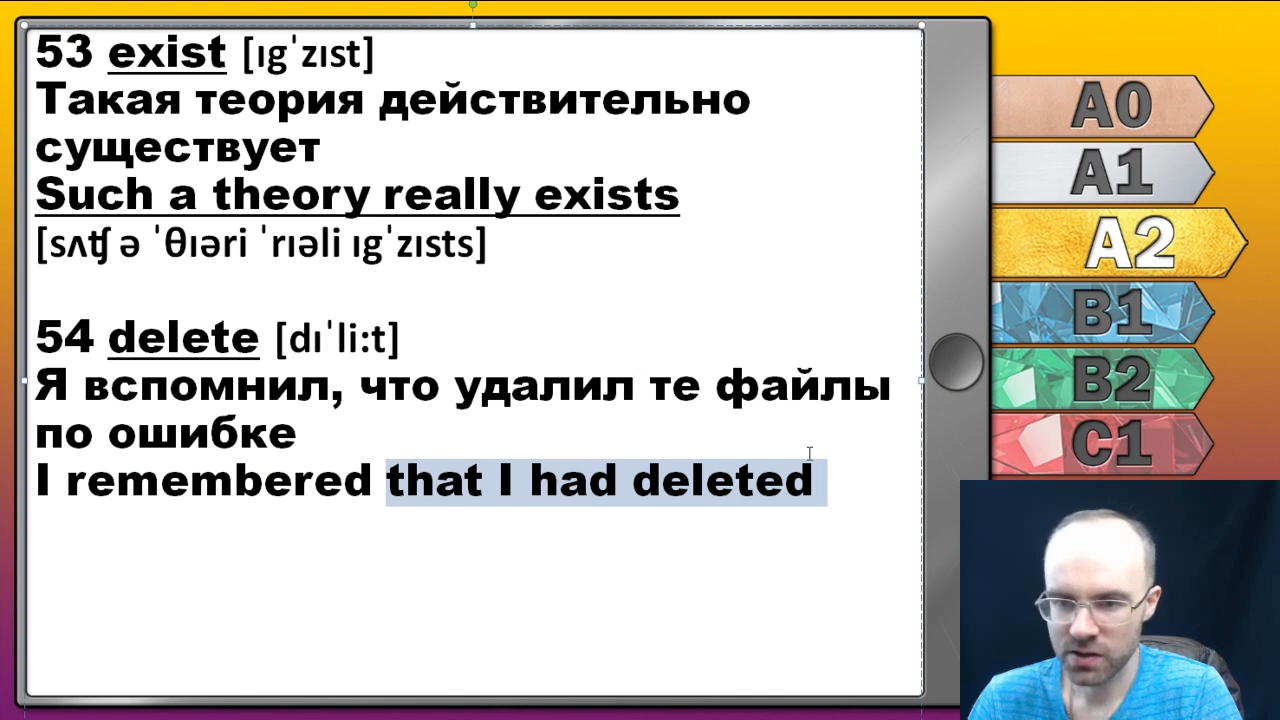 53 exist [ɪɡˈzɪst]
Такая теория действительно
существует
Such a theory really exists
[sʌʧ ə ˈθɪəri ˈrɪəli ɪɡˈzɪsts]
54 delete [dɪˈli:t]
Я вспомнил, что удалил те файлы
по ошибке
I remembered that I had deleted
A0
A1
A2
B1
B2
C1